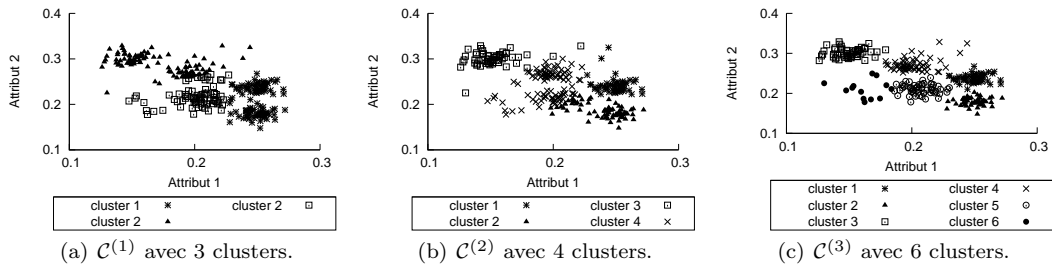 0.4
0.3
0.2
0.1
Attribut 2
0.1
0.2
0.3
Attribut 1
cluster 1
cluster 2
cluster 2
(a) C(1) avec 3 clusters.
0.4
0.3
0.2
0.1
Attribut 2
0.1
0.2
0.3
Attribut 1
cluster 1
cluster 3
cluster 2
cluster 4
(b) C(2) avec 4 clusters.
0.4
0.3
0.2
0.1
Attribut 2
0.1
0.2
0.3
Attribut 1
cluster 1
cluster 4
cluster 2
cluster 5
cluster 3
cluster 6
(c) C(3) avec 6 clusters.